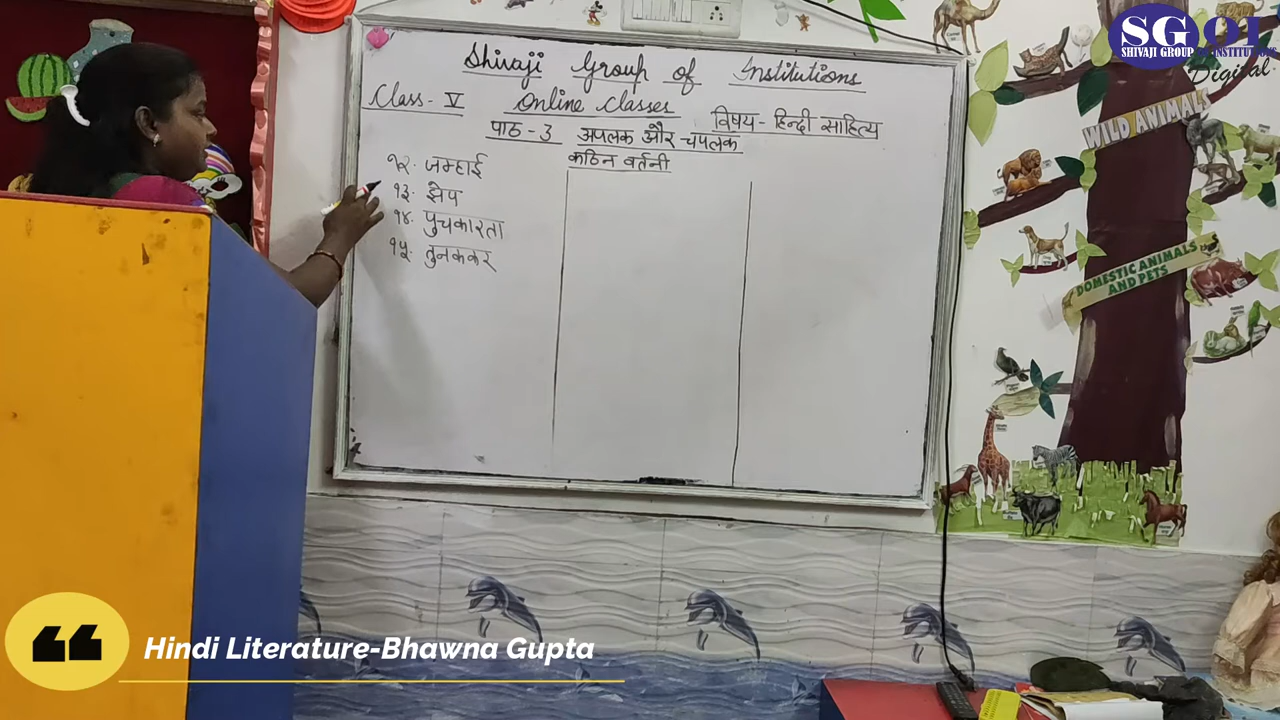 Shivaji Group of Institutions
Class- V Online classes
विषय- हिन्दी साहित्य
पाठ-3 अपलक और चपलक
कठिन वर्तनी
१२. जम्हाई
१३. झैप
१४. पुचकारता
१५. तुनककर
SGOI
SHIVAJI GROUP OF INSTITUTIONS
Digital
WILD ANIMALS
DOMESTIC ANIMALS
AND PETS
Hindi Literature-Bhawna Gupta